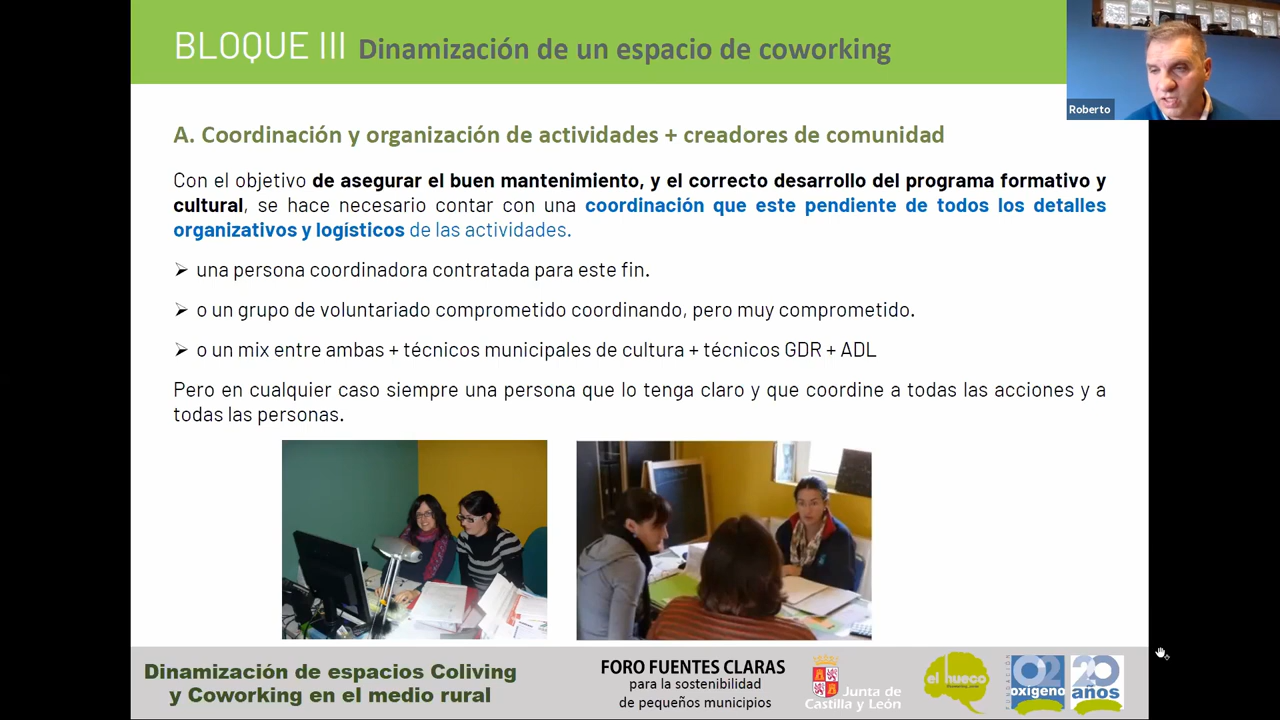 BLOQUE III Dinamización de un espacio de coworking
Roberto
A. Coordinación y organización de actividades + creadores de comunidad
Con el objetivo de asegurar el buen mantenimiento, y el correcto desarrollo del programa formativo y
cultural, se hace necesario contar con una coordinación que este pendiente de todos los detalles
organizativos y logísticos de las actividades.
➢ una persona coordinadora contratada para este fin.
➢ o un grupo de voluntariado comprometido coordinando, pero muy comprometido.
➢ o un mix entre ambas + técnicos municipales de cultura + técnicos GDR + ADL
Pero en cualquier caso siempre una persona que lo tenga claro y que coordine a todas las acciones y a
todas las personas.
Dinamización de espacios Coliving
y Coworking en el medio rural
FORO FUENTES CLARAS
para la sostenibilidad
de pequeños municipios
Junta de
Castilla y León
el hueco
FUNDACIÓN
O2
oxígeno
20
años